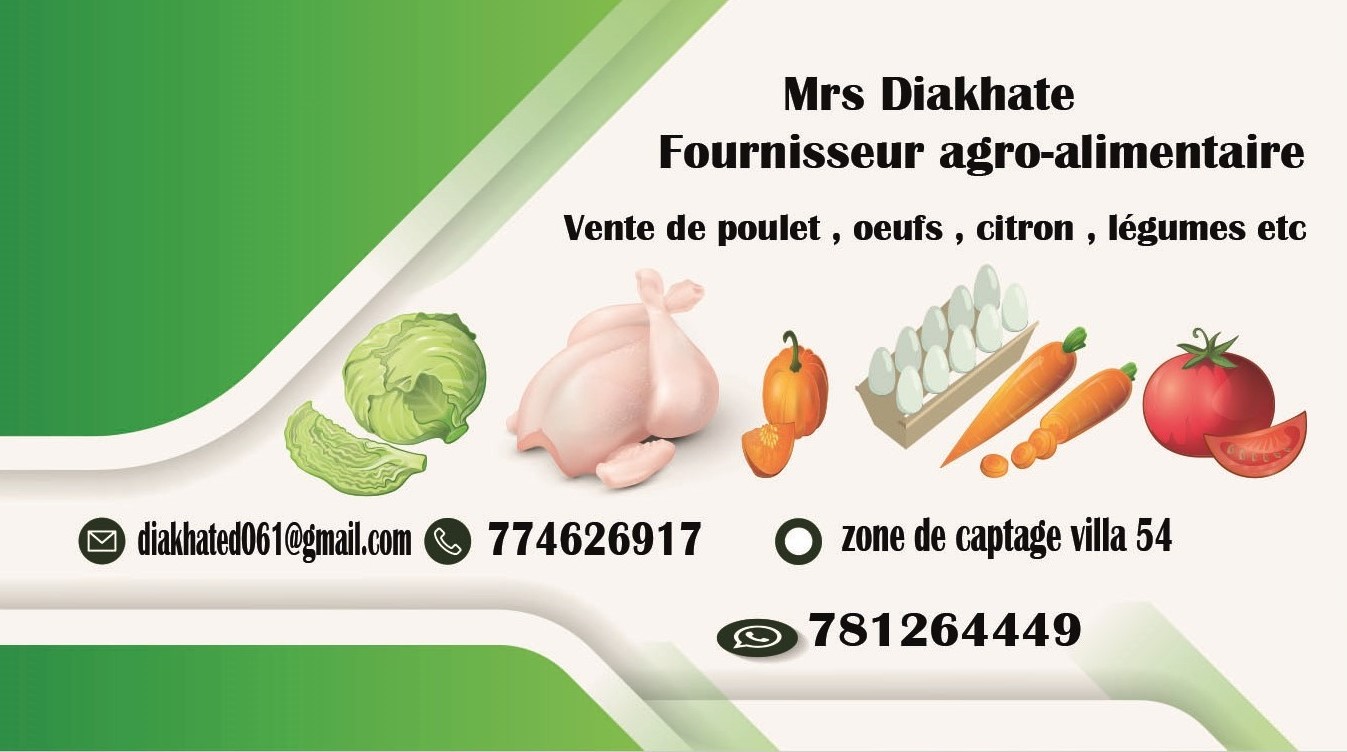 Mrs Diakhate
Fournisseur agro-alimentaire
Vente de poulet , oeufs , citron , légumes etc
diakhated061@gmail.com 774626917 zone de captage villa 54
781264449